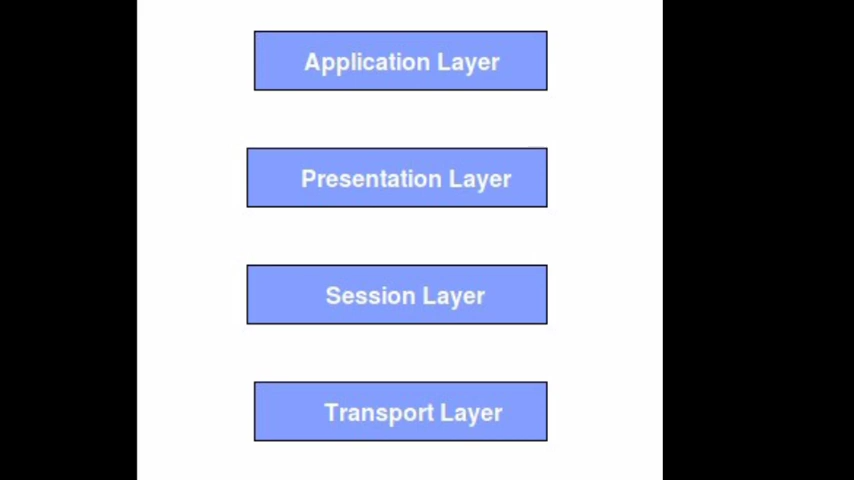 Application Layer
Presentation Layer
Session Layer
Transport Layer